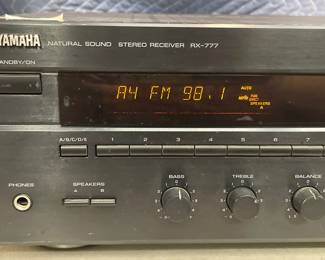 YAMAHA NATURAL SOUND STEREO RECEIVER RX-777
STANDBY/ON
A4 FM 98.1
AUTO
SPEAKERS
A
A/B/C/D/E 1 2 3 4 5 6 7
PHONES
SPEAKERS
A B
BASS
TREBLE
BALANCE